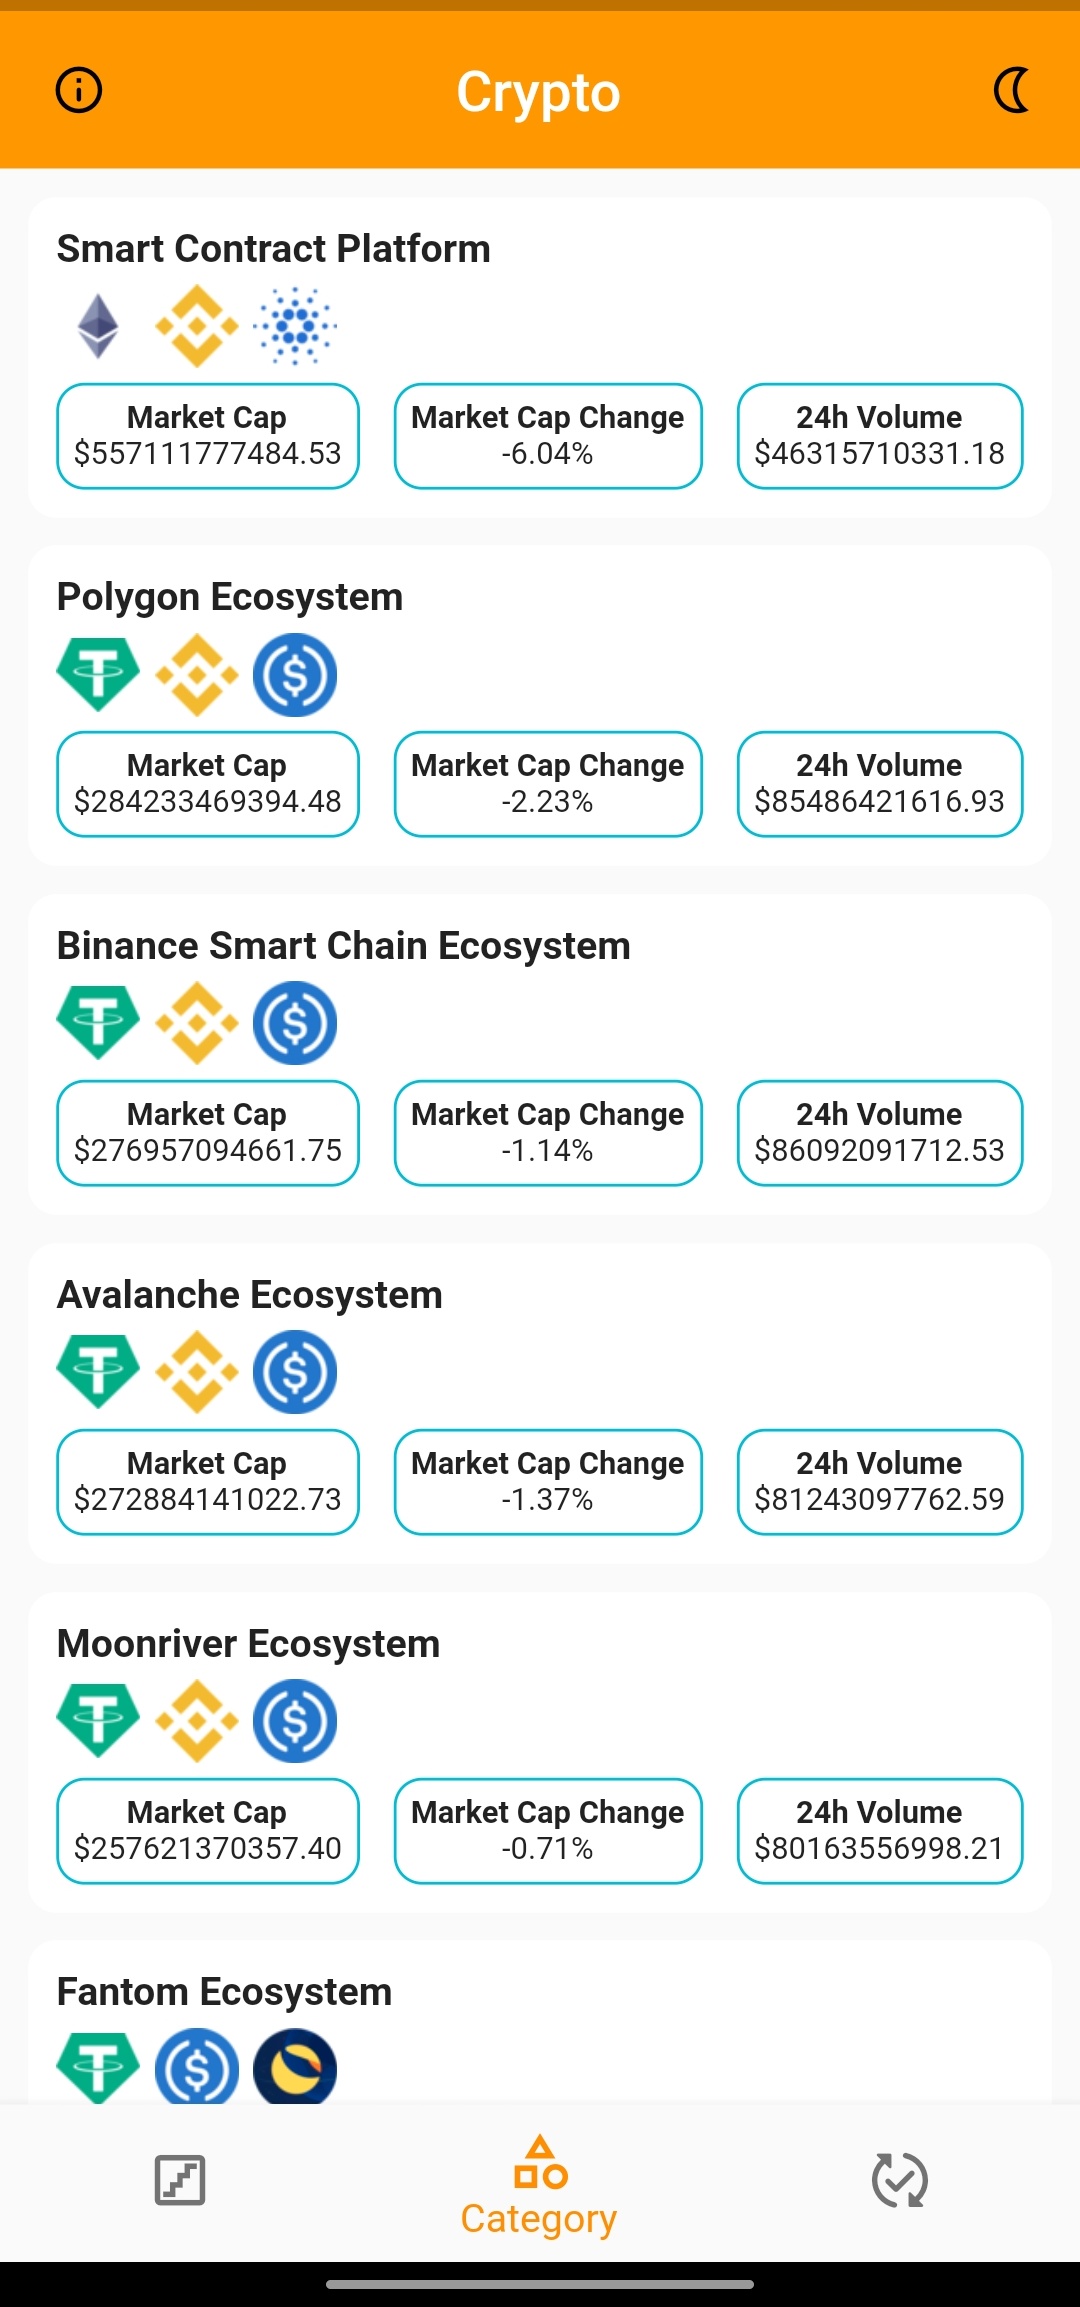 Crypto
Smart Contract Platform
Market Cap
$557111777484.53
Market Cap Change
-6.04%
24h Volume
$46315710331.18
Polygon Ecosystem
Market Cap
$284233469394.48
Market Cap Change
-2.23%
24h Volume
$85486421616.93
Binance Smart Chain Ecosystem
Market Cap
$276957094661.75
Market Cap Change
-1.14%
24h Volume
$86092091712.53
Avalanche Ecosystem
Market Cap
$272884141022.73
Market Cap Change
-1.37%
24h Volume
$81243097762.59
Moonriver Ecosystem
Market Cap
$257621370357.40
Market Cap Change
-0.71%
24h Volume
$80163556998.21
Fantom Ecosystem
Category